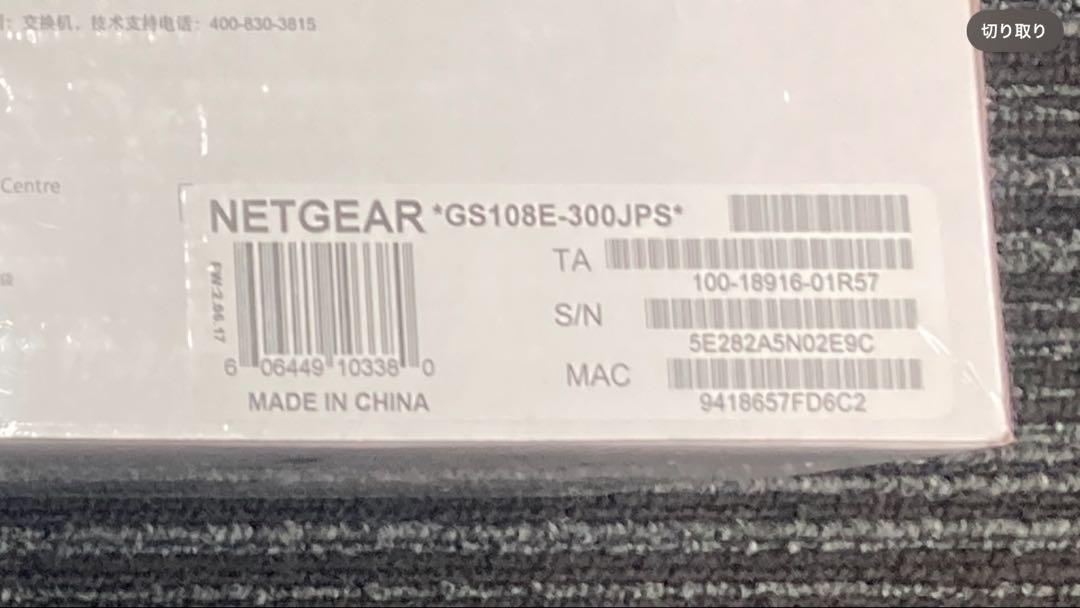 交换机，技术支持电话：400-830-3815
切り取り
Centre
袋
NETGEAR *GS108E-300JPS*
TA
100-18916-01R57
S/N
5E282A5N02E9C
MAC
9418657FD6C2
FW:2.06.17
6 06449 10338 0
MADE IN CHINA